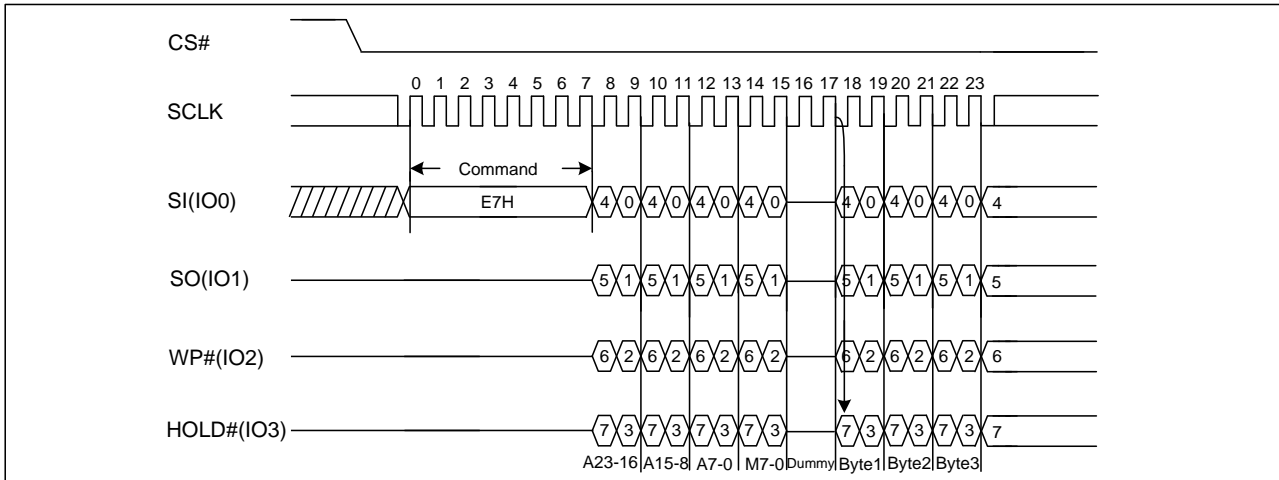 CS#
0 1 2 3 4 5 6 7 8 9 10 11 12 13 14 15 16 17 18 19 20 21 22 23
SCLK
Command
SI(IO0) E7H 4 0 4 0 4 0 4 0 4 0 4 0 4 0 4
SO(IO1) 5 1 5 1 5 1 5 1 5 1 5 1 5 1 5
WP#(IO2) 6 2 6 2 6 2 6 2 6 2 6 2 6 2 6
HOLD#(IO3) 7 3 7 3 7 3 7 3 7 3 7 3 7 3 7
A23-16 A15-8 A7-0 M7-0 Dummy Byte1 Byte2 Byte3